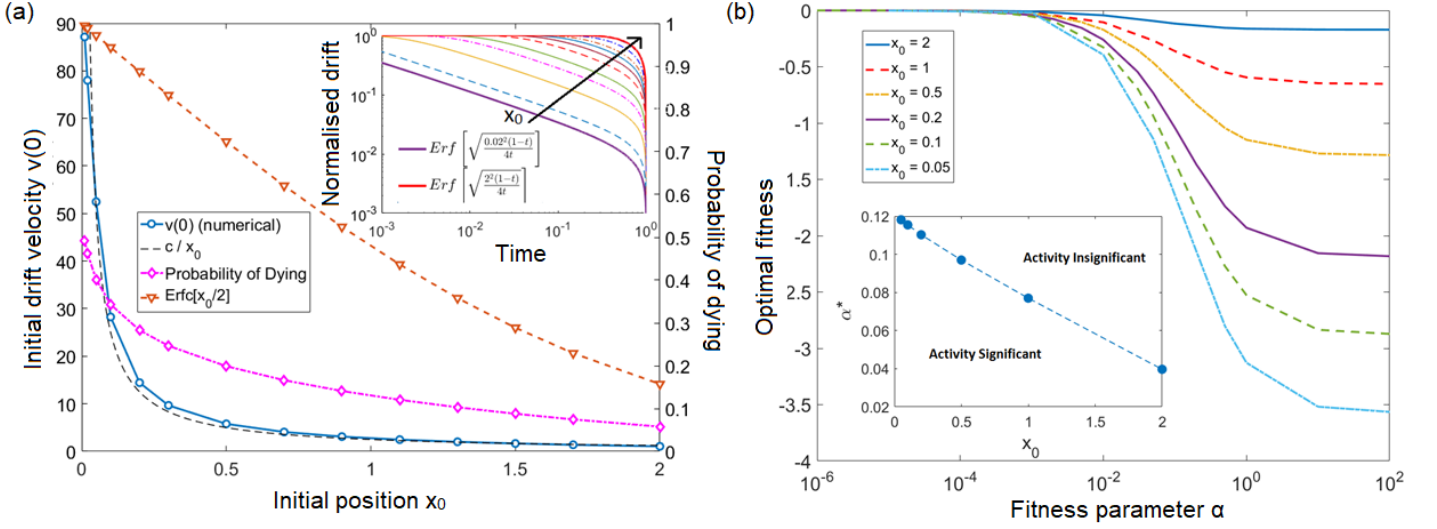 (a)
Initial drift velocity v(0)
90
80
70
60
50
40
30
20
10
0
0
0.5
1
1.5
2
Initial position x₀
1
0.9
0.8
0.7
0.6
0.5
0.4
0.3
0.2
0.1
0
Probability of dying
v(0) (numerical)
c / x₀
Probability of Dying
Erfc[x₀/2]
Normalised drift
10⁰
10⁻¹
10⁻²
10⁻³
x₀
Erf [√(0.02²(1−t)/4t)]
Erf [√(2²(1−t)/4t)]
10⁻³
10⁻²
10⁻¹
10⁰
Time
(b)
Optimal fitness
0
-0.5
-1
-1.5
-2
-2.5
-3
-3.5
-4
x₀ = 2
x₀ = 1
x₀ = 0.5
x₀ = 0.2
x₀ = 0.1
x₀ = 0.05
α*
0.12
0.1
0.08
0.06
0.04
0.02
Activity Insignificant
Activity Significant
0
0.5
1
1.5
2
x₀
10⁻⁶
10⁻⁴
10⁻²
10⁰
10²
Fitness parameter α